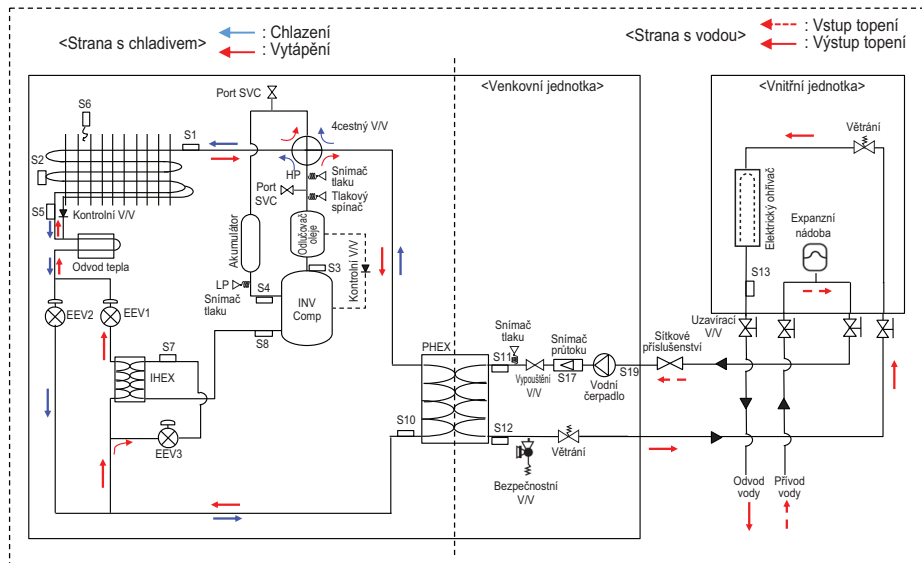 <Strana s chladivem>
: Chlazení
: Vytápění
<Strana s vodou>
: Vstup topení
: Výstup topení
<Venkovní jednotka>
<Vnitřní jednotka>
Port SVC
S6
S1
4cestný V/V
Větrání
S2
HP
Snímač
tlaku
Port
SVC
Tlakový
spínač
S5
Kontrolní V/V
Odlučovač
oleje
Akumulátor
Kontrolní V/V
Elektrický ohřívač
Expanzní
nádoba
Odvod tepla
S3
S13
LP
Snímač
tlaku
S4
INV
Comp
EEV2
EEV1
S8
Uzavírací
V/V
Snímač
tlaku
Snímač
průtoku
Sítkové
příslušenství
S7
PHEX
S11
IHEX
Vypouštění
V/V
S17
Vodní
čerpadlo
S19
S10
S12
EEV3
Větrání
Bezpečnostní
V/V
Odvod
vody
Přívod
vody